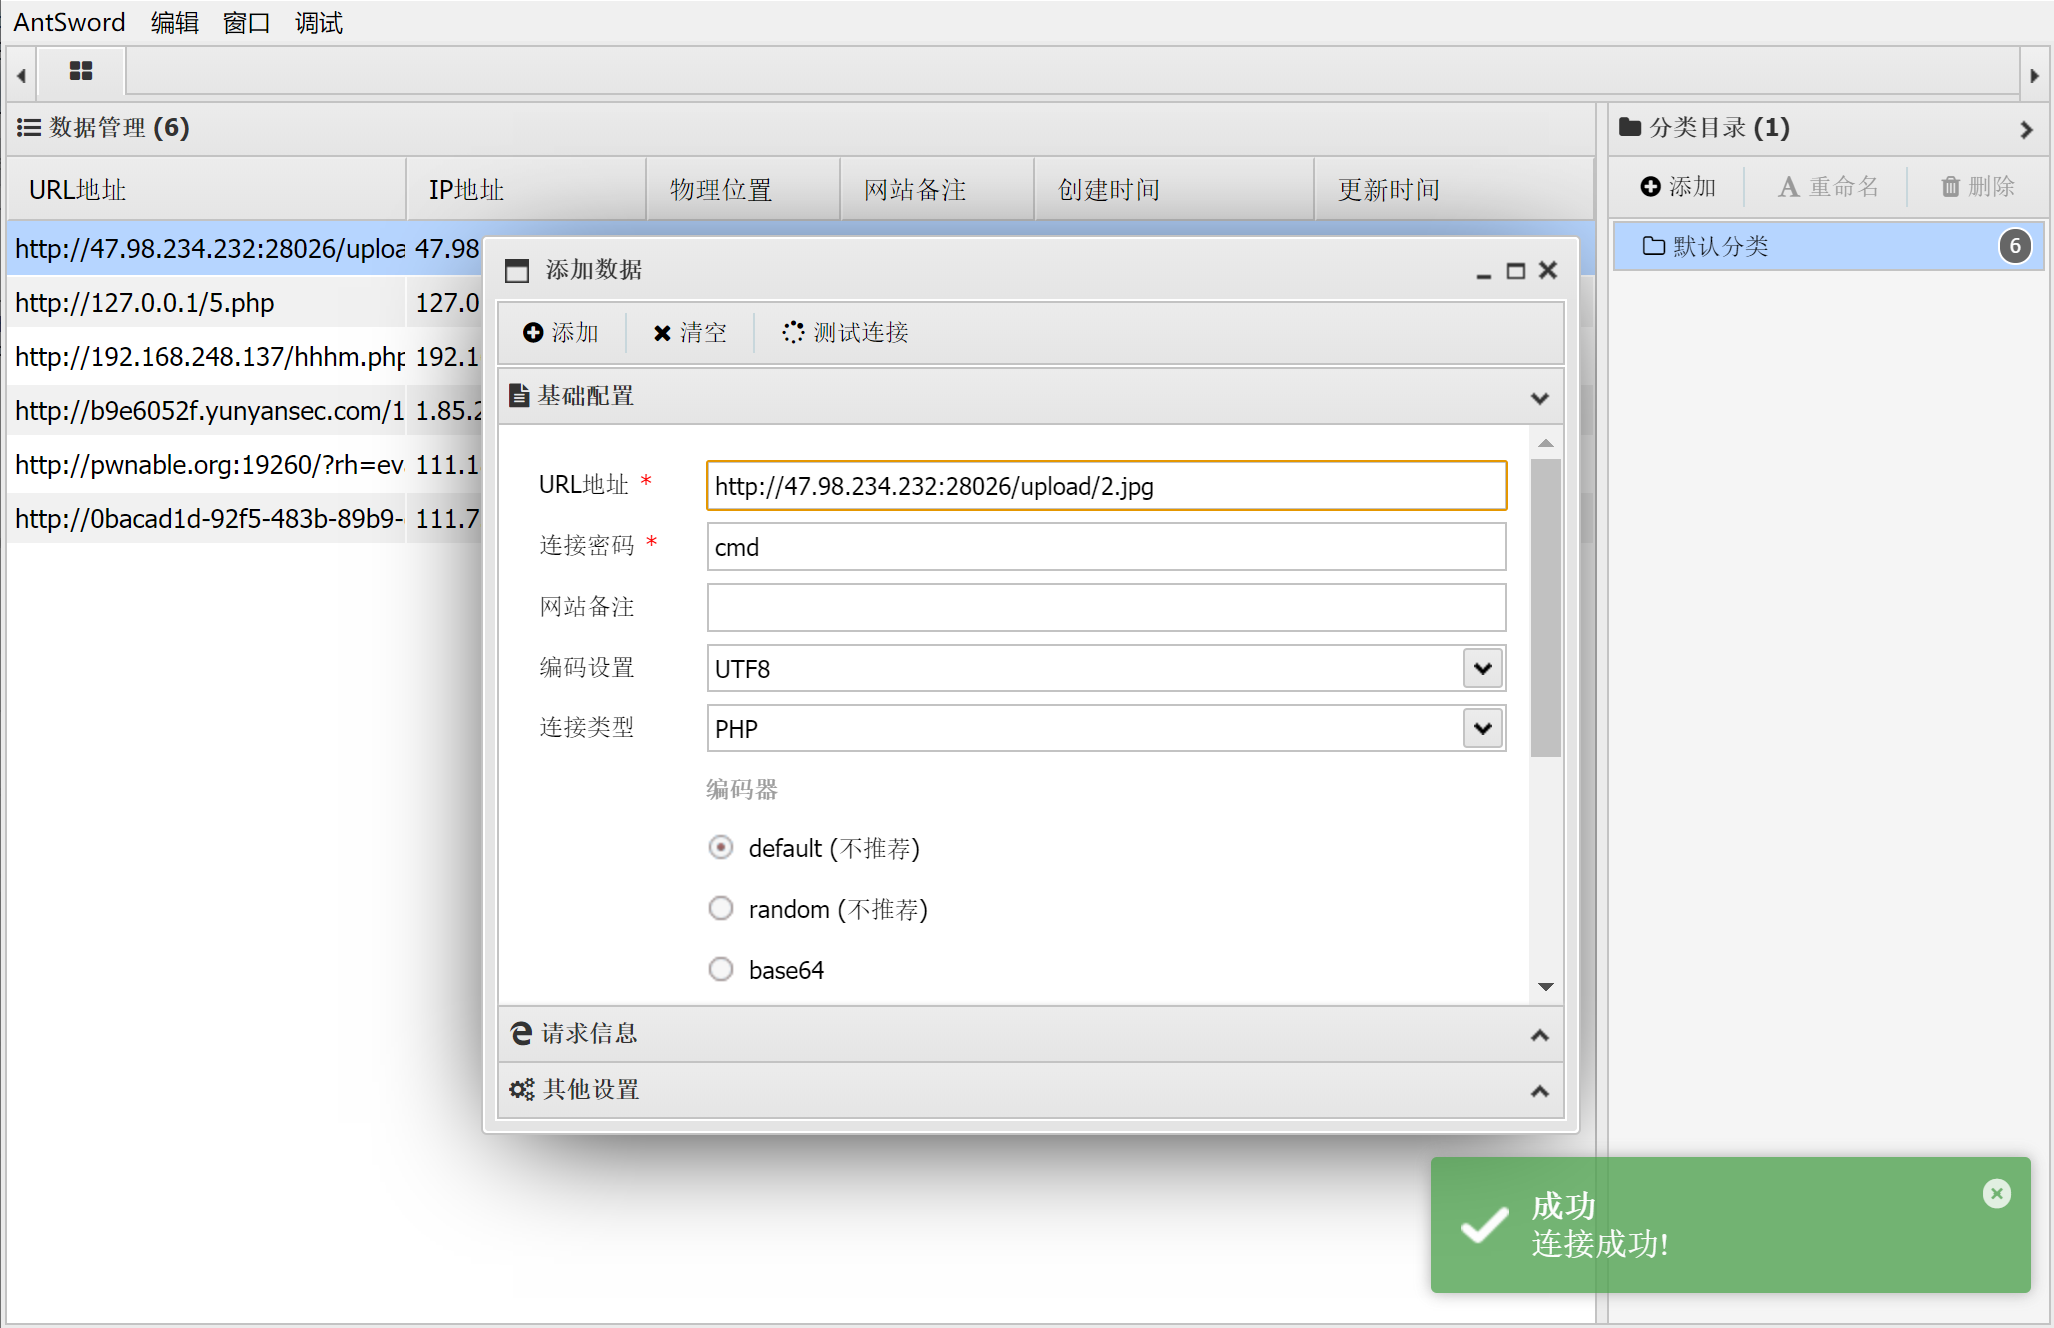 AntSword 编辑 窗口 调试
数据管理 (6)
URL地址 IP地址 物理位置 网站备注 创建时间 更新时间
http://47.98.234.232:28026/uploa 47.98
http://127.0.0.1/5.php 127.0
http://192.168.248.137/hhhm.php 192.1
http://b9e6052f.yunyansec.com/1 1.85.2
http://pwnable.org:19260/?rh=eva 111.1
http://0bacad1d-92f5-483b-89b9- 111.7
添加数据
添加 清空 测试连接
基础配置
URL地址 * http://47.98.234.232:28026/upload/2.jpg
连接密码 * cmd
网站备注
编码设置 UTF8
连接类型 PHP
编码器
default (不推荐)
random (不推荐)
base64
请求信息
其他设置
分类目录 (1)
添加 重命名 删除
默认分类 6
成功
连接成功!